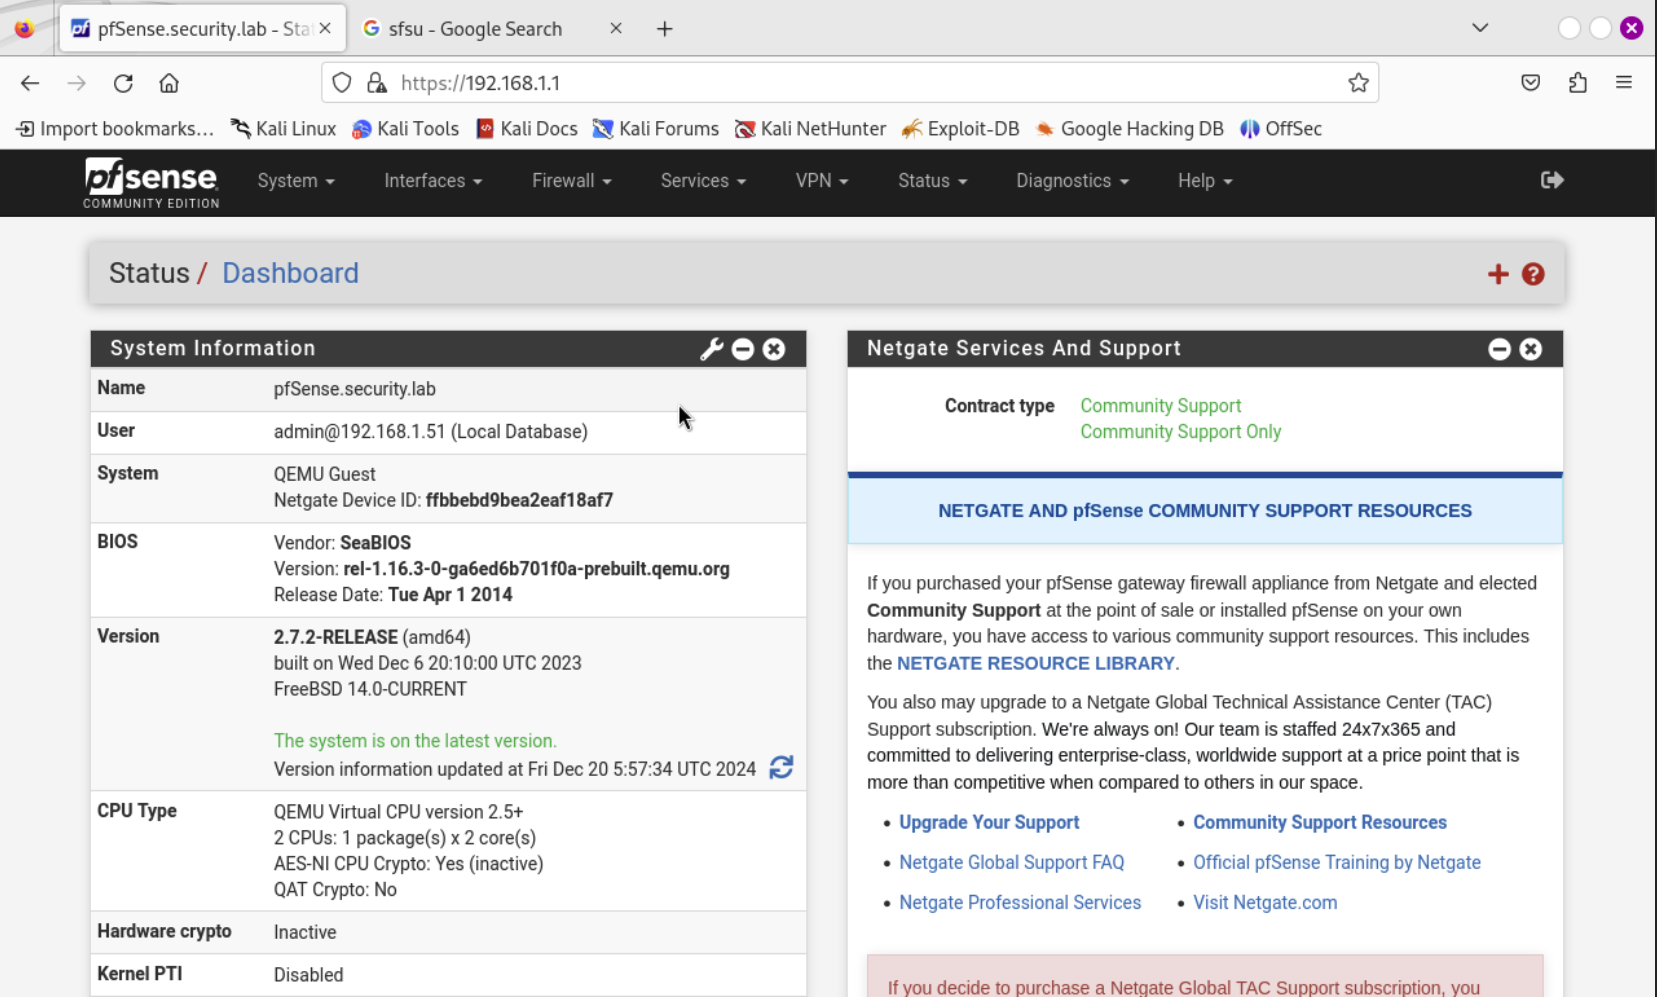 pfSense.security.lab - Sta
sfsu - Google Search
https://192.168.1.1
Import bookmarks...
Kali Linux
Kali Tools
Kali Docs
Kali Forums
Kali NetHunter
Exploit-DB
Google Hacking DB
OffSec
pfsense
COMMUNITY EDITION
System
Interfaces
Firewall
Services
VPN
Status
Diagnostics
Help
Status / Dashboard
System Information
Name pfSense.security.lab
User admin@192.168.1.51 (Local Database)
System QEMU Guest
Netgate Device ID: ffbbebd9bea2eaf18af7
BIOS Vendor: SeaBIOS
Version: rel-1.16.3-0-ga6ed6b701f0a-prebuilt.qemu.org
Release Date: Tue Apr 1 2014
Version 2.7.2-RELEASE (amd64)
built on Wed Dec 6 20:10:00 UTC 2023
FreeBSD 14.0-CURRENT
The system is on the latest version.
Version information updated at Fri Dec 20 5:57:34 UTC 2024
CPU Type QEMU Virtual CPU version 2.5+
2 CPUs: 1 package(s) x 2 core(s)
AES-NI CPU Crypto: Yes (inactive)
QAT Crypto: No
Hardware crypto Inactive
Kernel PTI Disabled
Netgate Services And Support
Contract type Community Support
Community Support Only
NETGATE AND pfSense COMMUNITY SUPPORT RESOURCES
If you purchased your pfSense gateway firewall appliance from Netgate and elected
Community Support at the point of sale or installed pfSense on your own
hardware, you have access to various community support resources. This includes
the NETGATE RESOURCE LIBRARY.
You also may upgrade to a Netgate Global Technical Assistance Center (TAC)
Support subscription. We're always on! Our team is staffed 24x7x365 and
committed to delivering enterprise-class, worldwide support at a price point that is
more than competitive when compared to others in our space.
• Upgrade Your Support
• Community Support Resources
• Netgate Global Support FAQ
• Official pfSense Training by Netgate
• Netgate Professional Services
• Visit Netgate.com
If you decide to purchase a Netgate Global TAC Support subscription, you